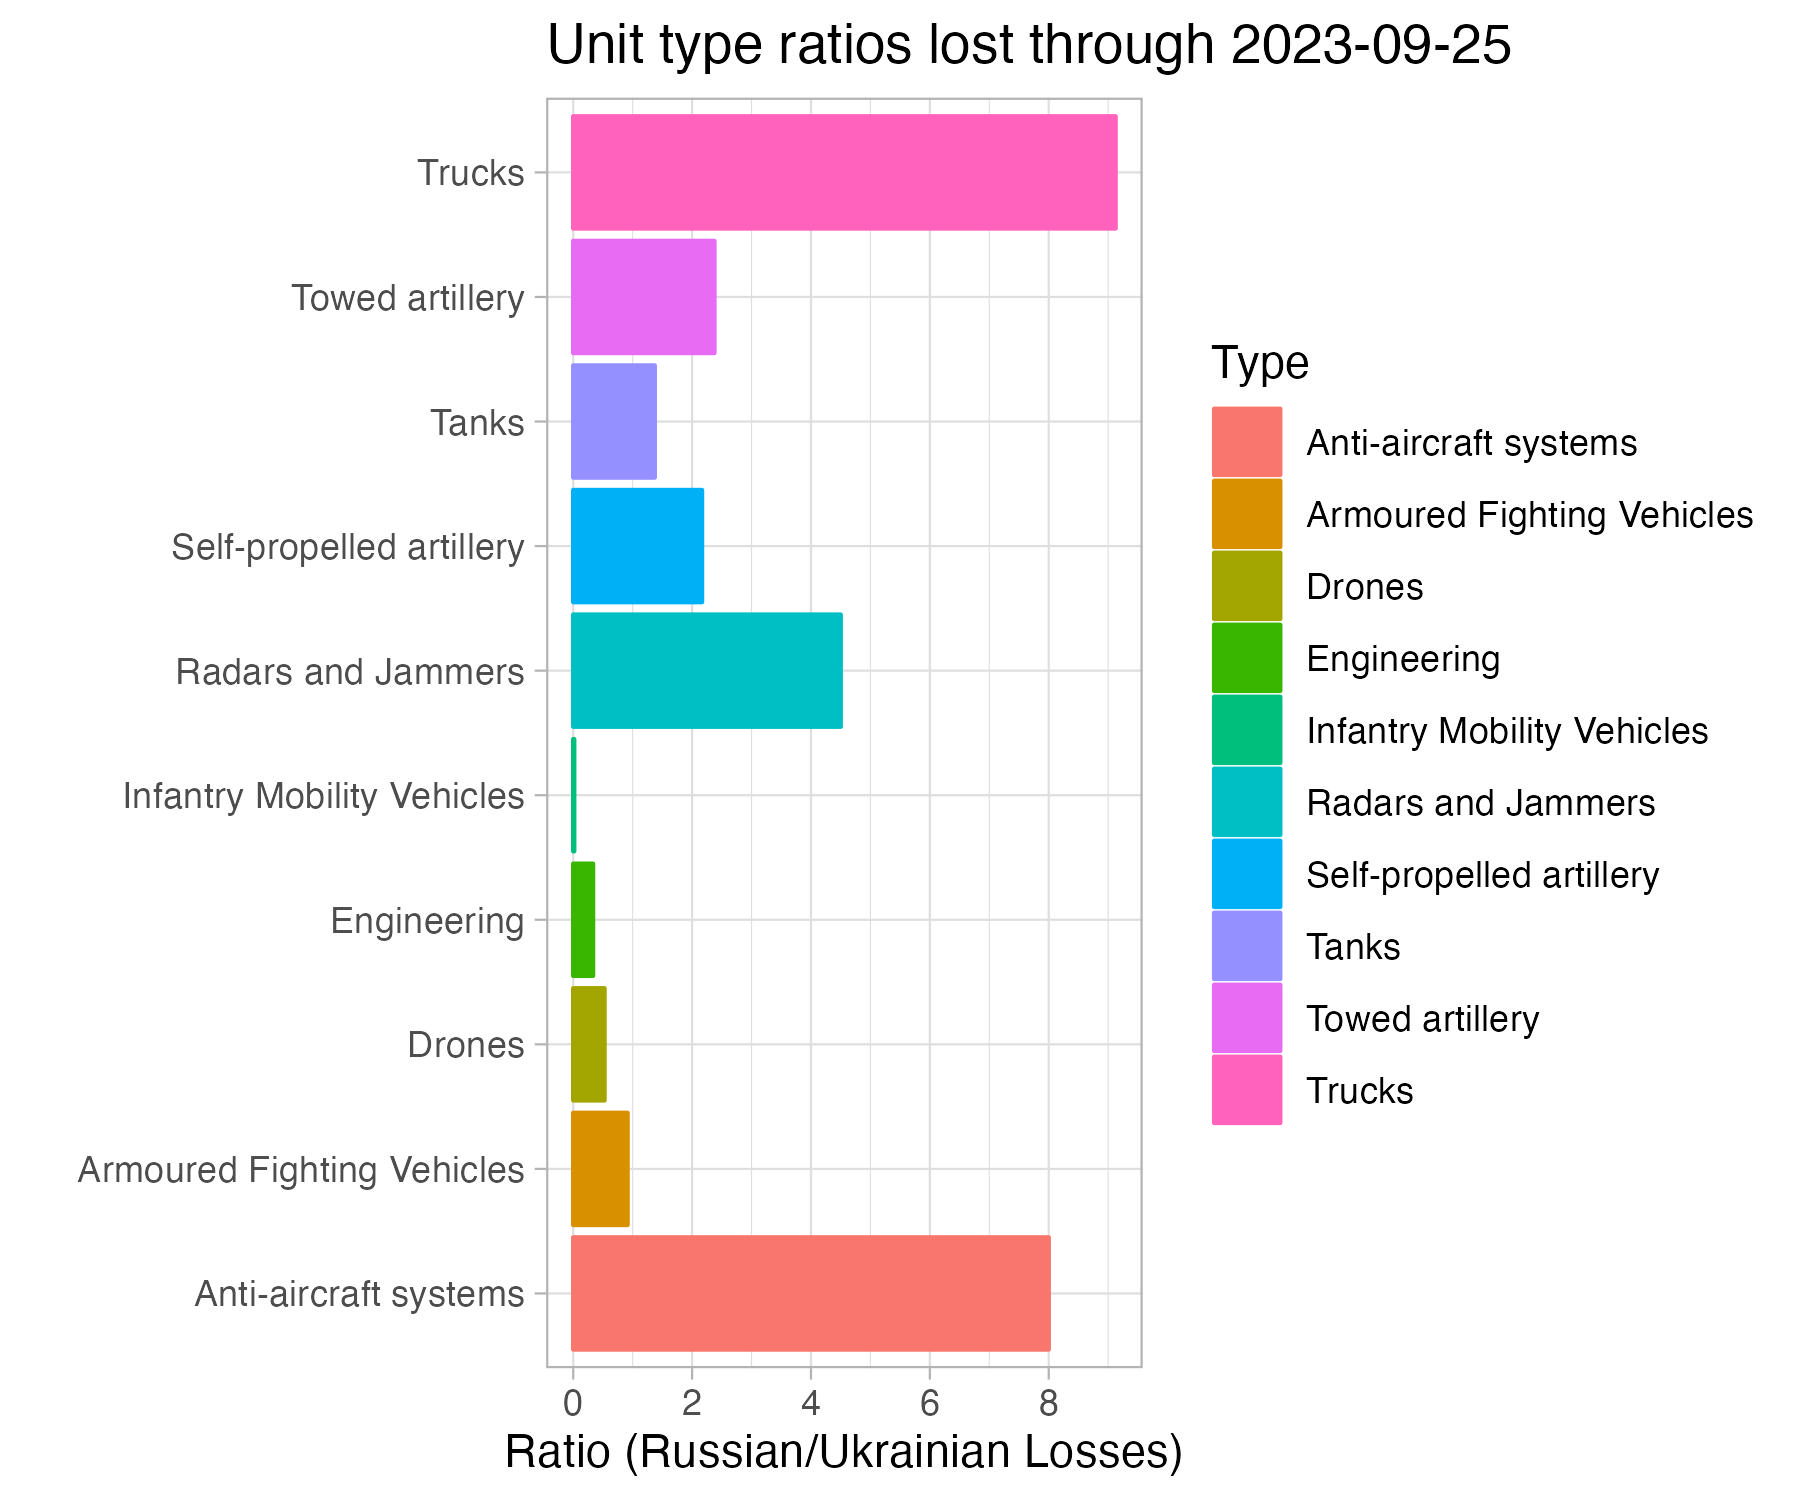 Unit type ratios lost through 2023-09-25
Trucks
Towed artillery
Tanks
Self-propelled artillery
Radars and Jammers
Infantry Mobility Vehicles
Engineering
Drones
Armoured Fighting Vehicles
Anti-aircraft systems
0 2 4 6 8
Ratio (Russian/Ukrainian Losses)
Type
Anti-aircraft systems
Armoured Fighting Vehicles
Drones
Engineering
Infantry Mobility Vehicles
Radars and Jammers
Self-propelled artillery
Tanks
Towed artillery
Trucks